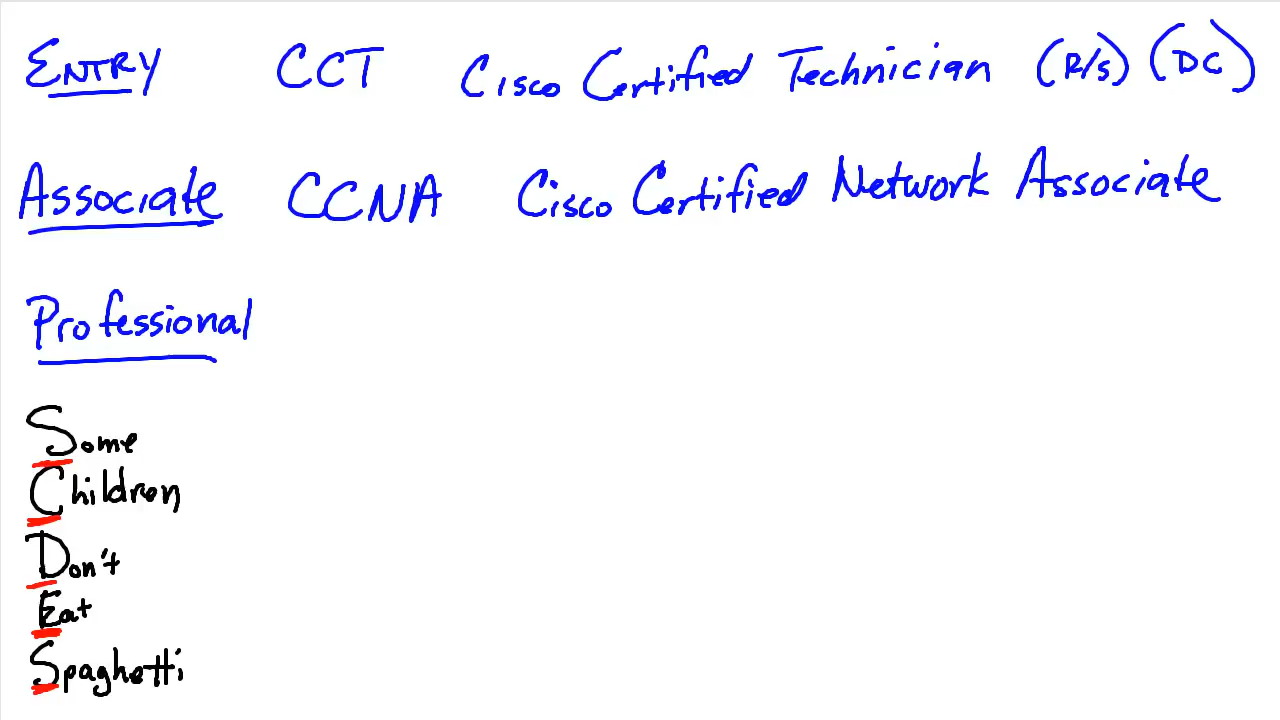 ENTRY CCT Cisco Certified Technician (R/S) (DC)
Associate CCNA Cisco Certified Network Associate
Professional
Some
Children
Don't
Eat
Spaghetti